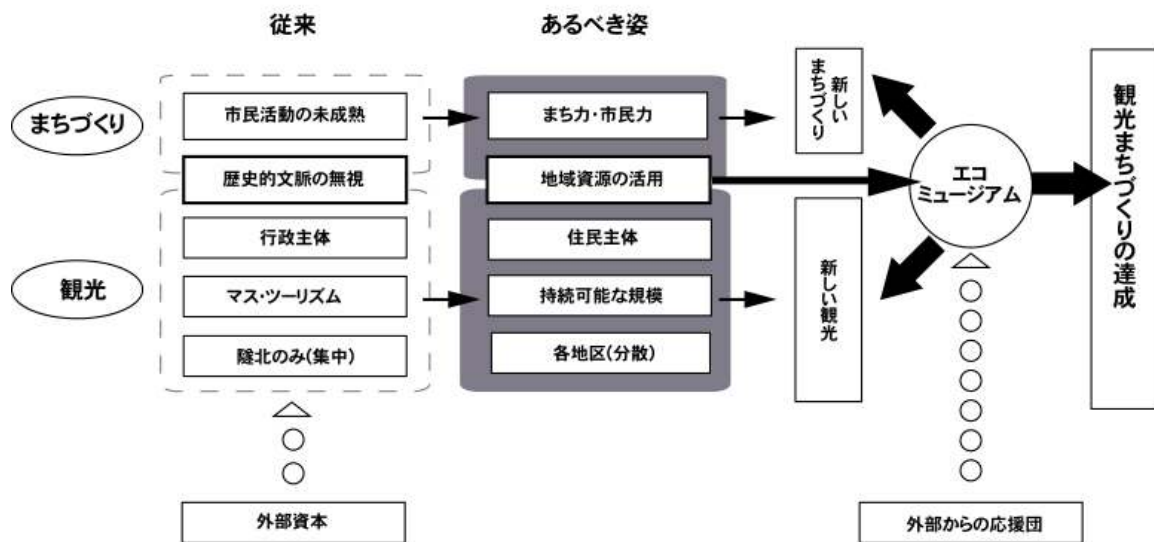 従来
あるべき姿
まちづくり
市民活動の未成熟
まち力・市民力
新しい
まちづくり
歴史的文脈の無視
地域資源の活用
エコ
ミュージアム
観光まちづくりの達成
観光
行政主体
住民主体
マス・ツーリズム
持続可能な規模
新しい観光
隧北のみ(集中)
各地区(分散)
外部資本
外部からの応援団